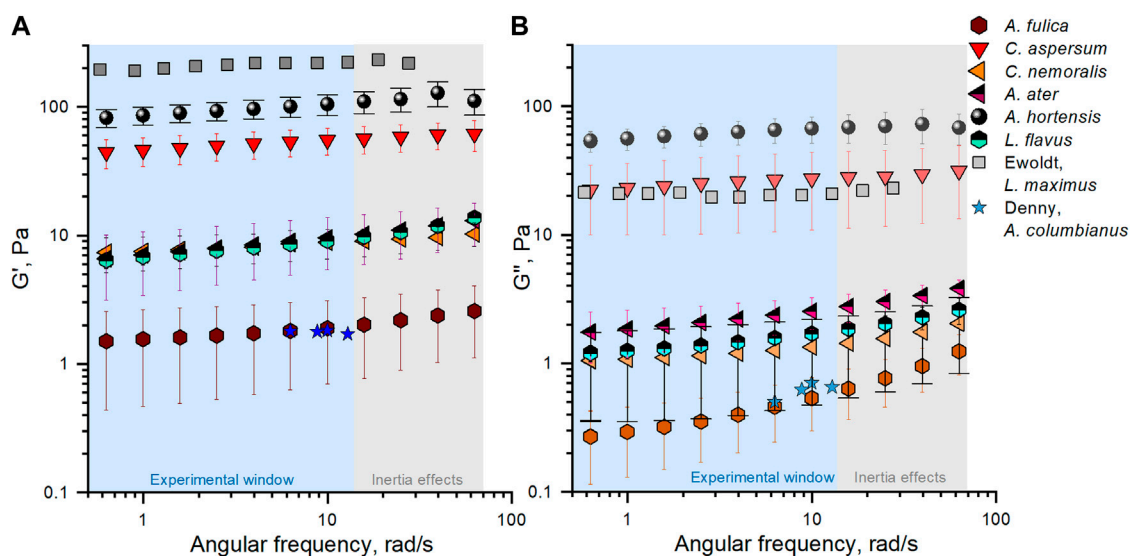 A
B
G', Pa
100
10
1
0.1
Experimental window
Inertia effects
1
10
100
Angular frequency, rad/s
G", Pa
100
10
1
0.1
Experimental window
Inertia effects
1
10
100
Angular frequency, rad/s
A. fulica
C. aspersum
C. nemoralis
A. ater
A. hortensis
L. flavus
Ewoldt,
L. maximus
Denny,
A. columbianus